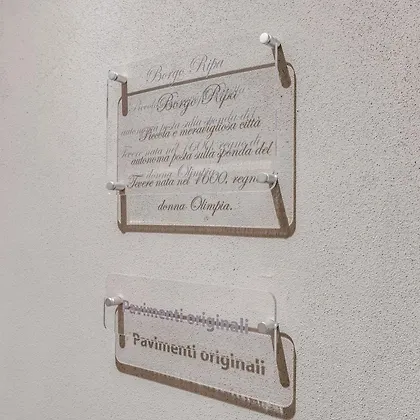 Borgo Ripa
Piccola e meravigliosa città
autonoma posta sulla sponda del
Tevere nata nel 1600, regno
donna Olimpia.
Pavimenti originali